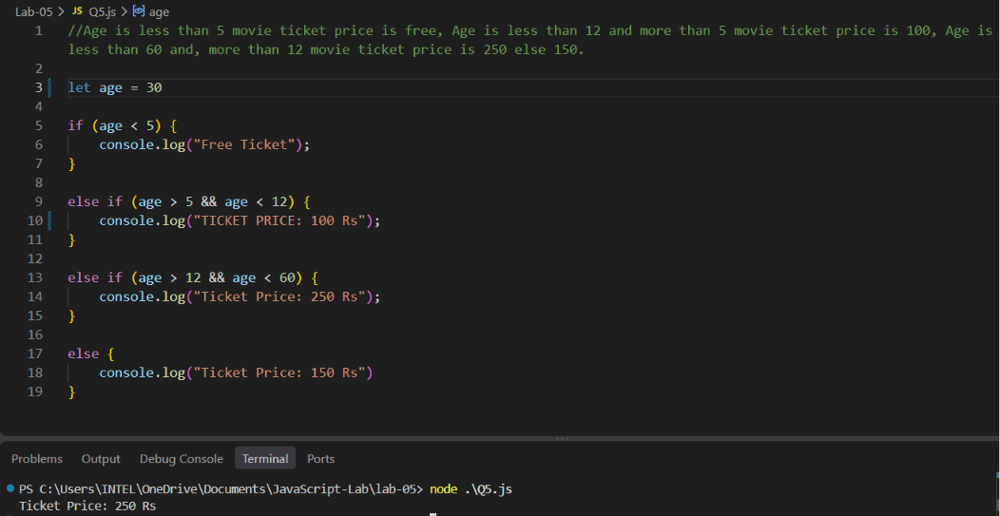 Lab-05 > JS Q5.js > age
1 //Age is less than 5 movie ticket price is free, Age is less than 12 and more than 5 movie ticket price is 100, Age is
less than 60 and, more than 12 movie ticket price is 250 else 150.
2
3 let age = 30
4
5 if (age < 5) {
6     console.log("Free Ticket");
7 }
8
9 else if (age > 5 && age < 12) {
10     console.log("TICKET PRICE: 100 Rs");
11 }
12
13 else if (age > 12 && age < 60) {
14     console.log("Ticket Price: 250 Rs");
15 }
16
17 else {
18     console.log("Ticket Price: 150 Rs")
19 }
Problems Output Debug Console Terminal Ports
PS C:\Users\INTEL\OneDrive\Documents\JavaScript-Lab\lab-05> node .\Q5.js
Ticket Price: 250 Rs